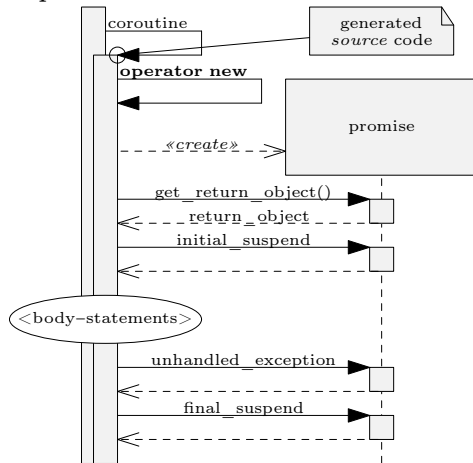 coroutine
generated
source code
operator new
promise
«create»
get_return_object()
return_object
initial_suspend
<body−statements>
unhandled_exception
final_suspend